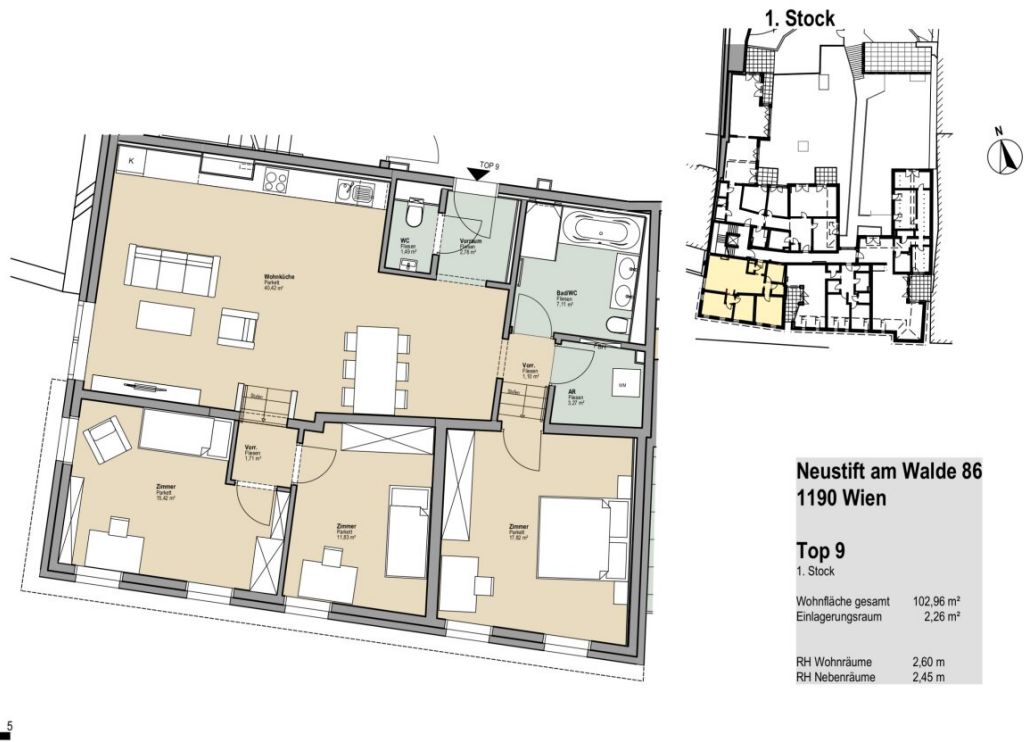 1. Stock
N
TOP 9
K
WC
Fliesen
1,69 m²
Vorraum
Fliesen
2,78 m²
Wohnküche
Parkett
40,42 m²
Bad/WC
Fliesen
7,11 m²
Vorr.
Fliesen
1,10 m²
Stufen
AR
Fliesen
3,27 m²
WM
Stufen
Vorr.
Fliesen
1,71 m²
Zimmer
Parkett
15,42 m²
Zimmer
Parkett
11,83 m²
Zimmer
Parkett
17,82 m²
Neustift am Walde 86
1190 Wien
Top 9
1. Stock
Wohnfläche gesamt 102,96 m²
Einlagerungsraum 2,26 m²
RH Wohnräume 2,60 m
RH Nebenräume 2,45 m
5